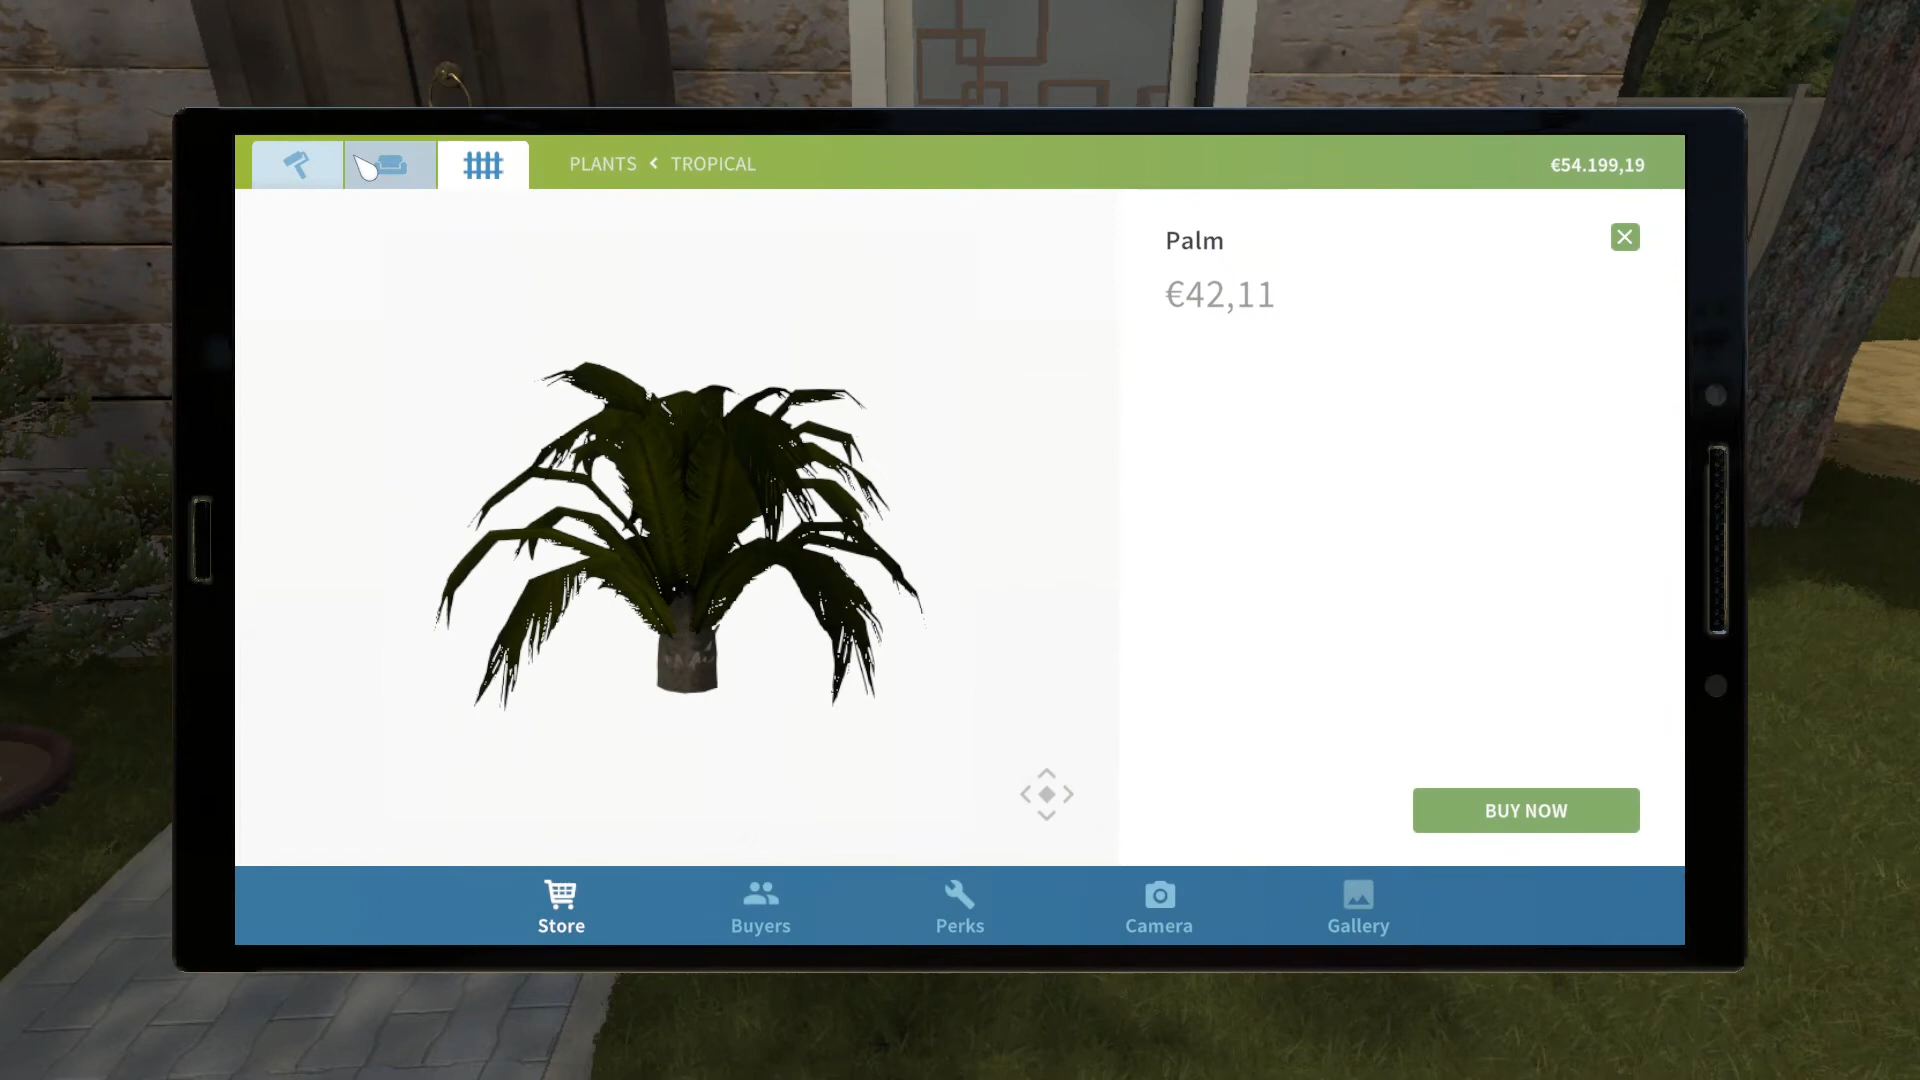 PLANTS < TROPICAL
€54.199,19
Palm
€42,11
BUY NOW
Store
Buyers
Perks
Camera
Gallery